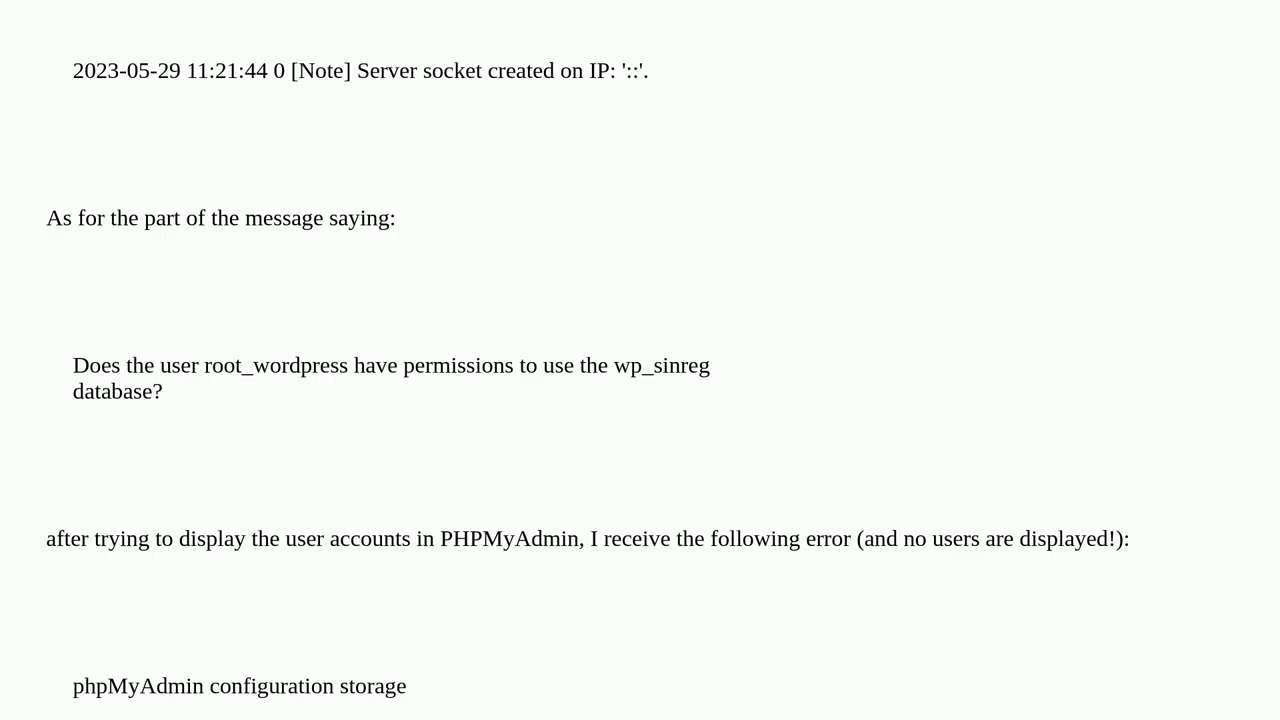 2023-05-29 11:21:44 0 [Note] Server socket created on IP: '::'.
As for the part of the message saying:
Does the user root_wordpress have permissions to use the wp_sinreg
database?
after trying to display the user accounts in PHPMyAdmin, I receive the following error (and no users are displayed!):
phpMyAdmin configuration storage